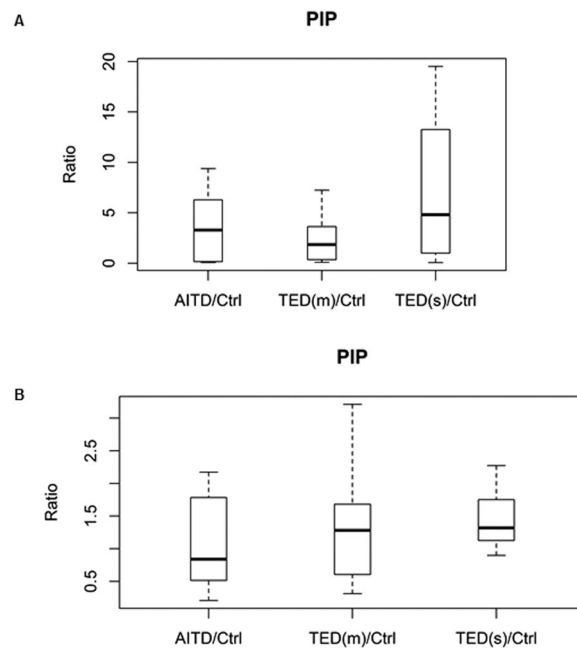 A
PIP
Ratio
20
15
10
5
0
AITD/Ctrl TED(m)/Ctrl TED(s)/Ctrl
B
PIP
Ratio
2.5
1.5
0.5
AITD/Ctrl TED(m)/Ctrl TED(s)/Ctrl